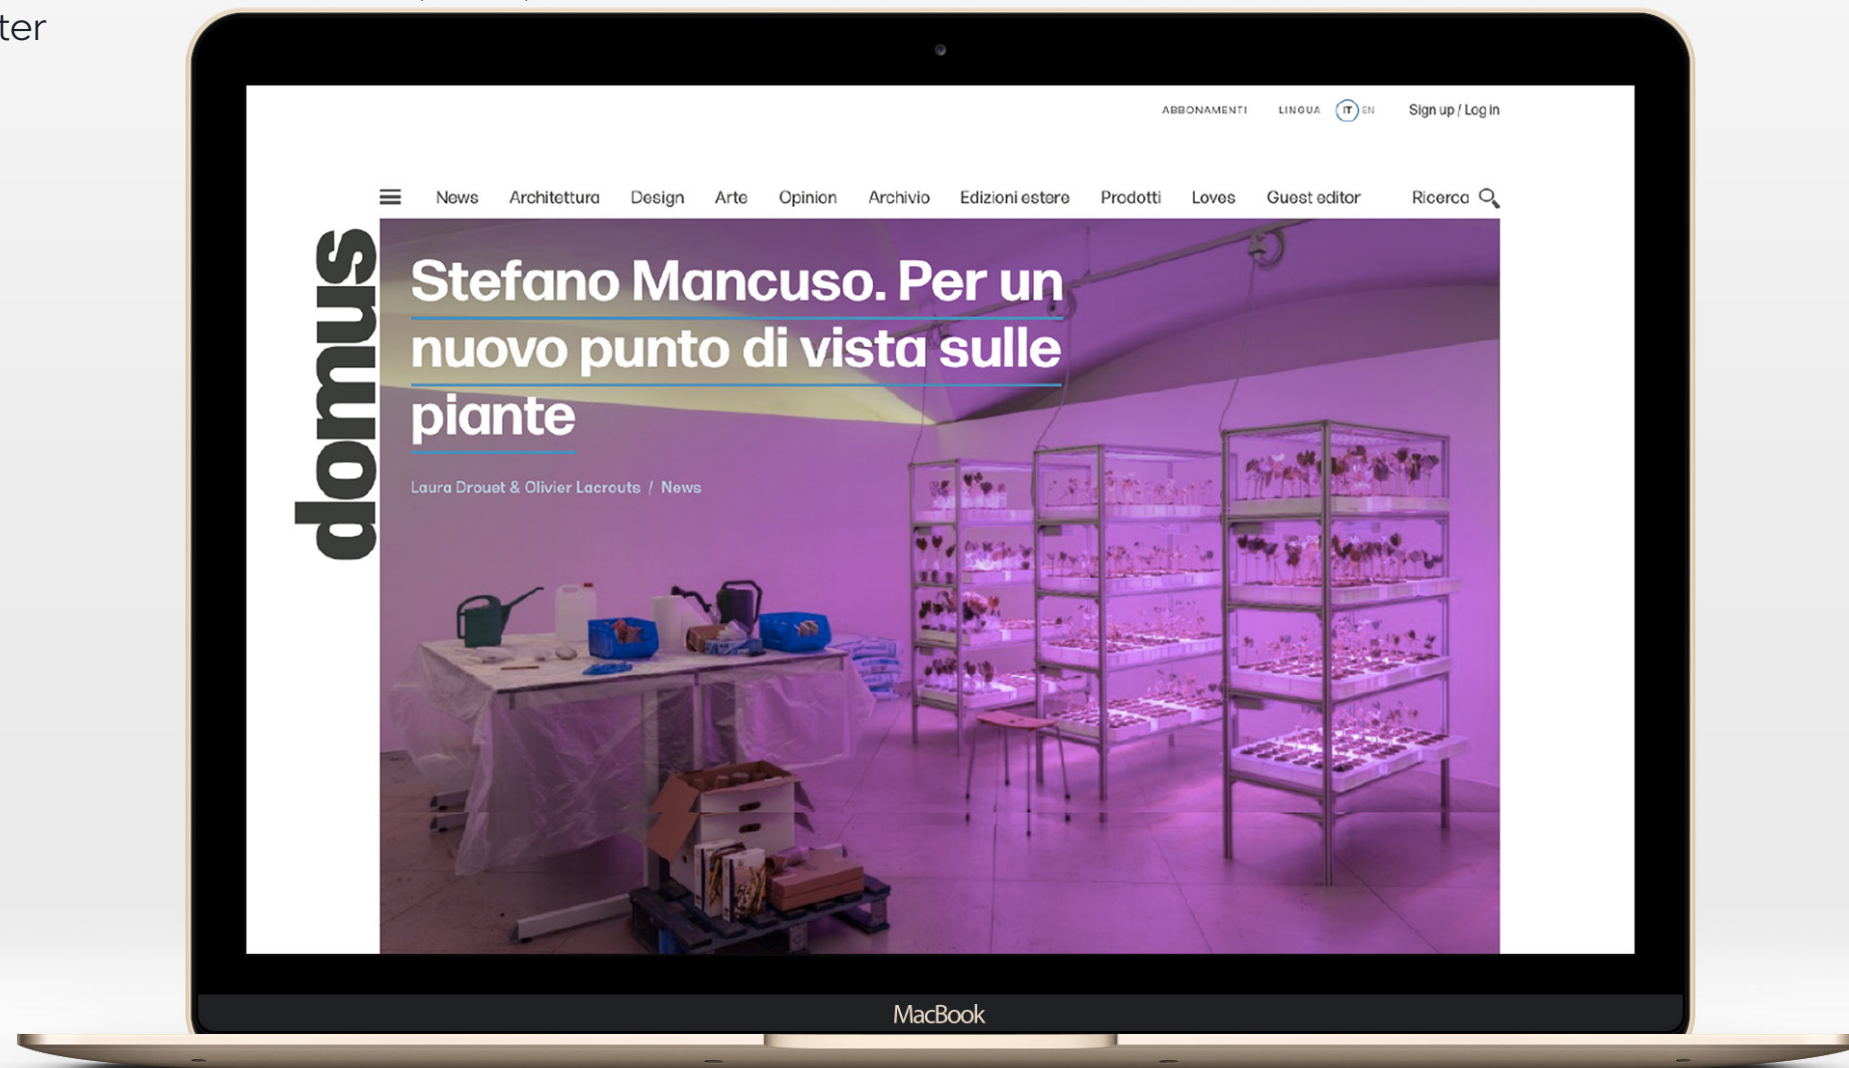 ter
ABBONAMENTI LINGUA IT EN Sign up / Log in
News Architettura Design Arte Opinion Archivio Edizioni estere Prodotti Loves Guest editor Ricerca
domus
Stefano Mancuso. Per un
nuovo punto di vista sulle
piante
Laura Drouet & Olivier Lacrouts / News
MacBook